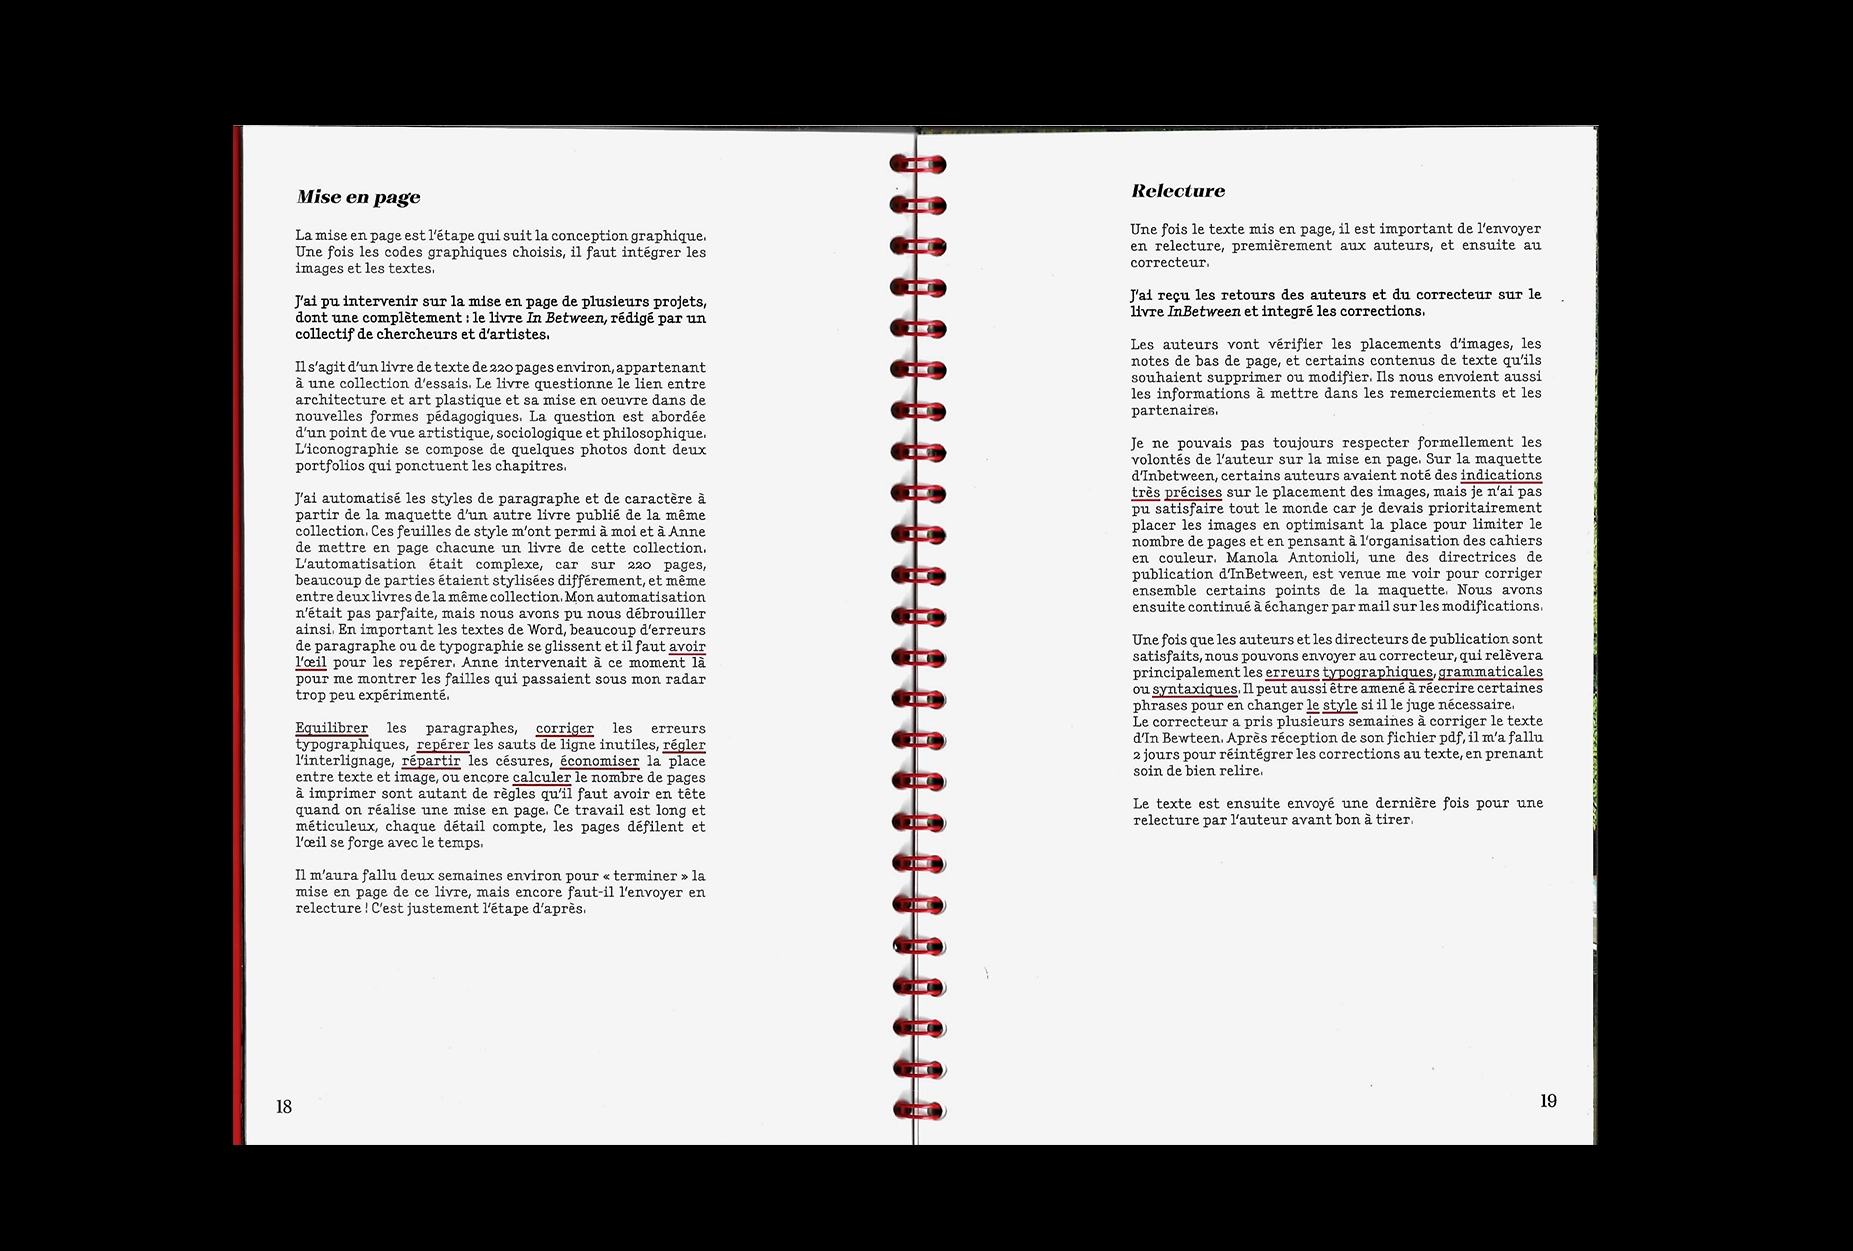 Mise en page
La mise en page est l'étape qui suit la conception graphique.
Une fois les codes graphiques choisis, il faut intégrer les
images et les textes.
J'ai pu intervenir sur la mise en page de plusieurs projets,
dont une complètement : le livre In Between, rédigé par un
collectif de chercheurs et d'artistes.
Il s'agit d'un livre de texte de 220 pages environ, appartenant
à une collection d'essais. Le livre questionne le lien entre
architecture et art plastique et sa mise en oeuvre dans de
nouvelles formes pédagogiques. La question est abordée
d'un point de vue artistique, sociologique et philosophique.
L'iconographie se compose de quelques photos dont deux
portfolios qui ponctuent les chapitres.
J'ai automatisé les styles de paragraphe et de caractère à
partir de la maquette d'un autre livre publié de la même
collection. Ces feuilles de style m'ont permi à moi et à Anne
de mettre en page chacune un livre de cette collection.
L'automatisation était complexe, car sur 220 pages,
beaucoup de parties étaient stylisées différement, et même
entre deux livres de la même collection. Mon automatisation
n'était pas parfaite, mais nous avons pu nous débrouiller
ainsi. En important les textes de Word, beaucoup d'erreurs
de paragraphe ou de typographie se glissent et il faut avoir
l'œil pour les repérer. Anne intervenait à ce moment là
pour me montrer les failles qui passaient sous mon radar
trop peu expérimenté.
Equilibrer les paragraphes, corriger les erreurs
typographiques, repérer les sauts de ligne inutiles, régler
l'interlignage, répartir les césures, économiser la place
entre texte et image, ou encore calculer le nombre de pages
à imprimer sont autant de règles qu'il faut avoir en tête
quand on réalise une mise en page. Ce travail est long et
méticuleux, chaque détail compte, les pages défilent et
l'œil se forge avec le temps.
Il m'aura fallu deux semaines environ pour « terminer » la
mise en page de ce livre, mais encore faut-il l'envoyer en
relecture ! C'est justement l'étape d'après.
18
Relecture
Une fois le texte mis en page, il est important de l'envoyer
en relecture, premièrement aux auteurs, et ensuite au
correcteur.
J'ai reçu les retours des auteurs et du correcteur sur le
livre InBetween et integré les corrections.
Les auteurs vont vérifier les placements d'images, les
notes de bas de page, et certains contenus de texte qu'ils
souhaient supprimer ou modifier. Ils nous envoient aussi
les informations à mettre dans les remerciements et les
partenaires.
Je ne pouvais pas toujours respecter formellement les
volontés de l'auteur sur la mise en page. Sur la maquette
d'Inbetween, certains auteurs avaient noté des indications
très précises sur le placement des images, mais je n'ai pas
pu satisfaire tout le monde car je devais prioritairement
placer les images en optimisant la place pour limiter le
nombre de pages et en pensant à l'organisation des cahiers
en couleur. Manola Antonioli, une des directrices de
publication d'InBetween, est venue me voir pour corriger
ensemble certains points de la maquette. Nous avons
ensuite continué à échanger par mail sur les modifications.
Une fois que les auteurs et les directeurs de publication sont
satisfaits, nous pouvons envoyer au correcteur, qui relèvera
principalement les erreurs typographiques, grammaticales
ou syntaxiques. Il peut aussi être amené à réecrire certaines
phrases pour en changer le style si il le juge nécessaire.
Le correcteur a pris plusieurs semaines à corriger le texte
d'In Bewteen. Après réception de son fichier pdf, il m'a fallu
2 jours pour réintégrer les corrections au texte, en prenant
soin de bien relire.
Le texte est ensuite envoyé une dernière fois pour une
relecture par l'auteur avant bon à tirer.
19